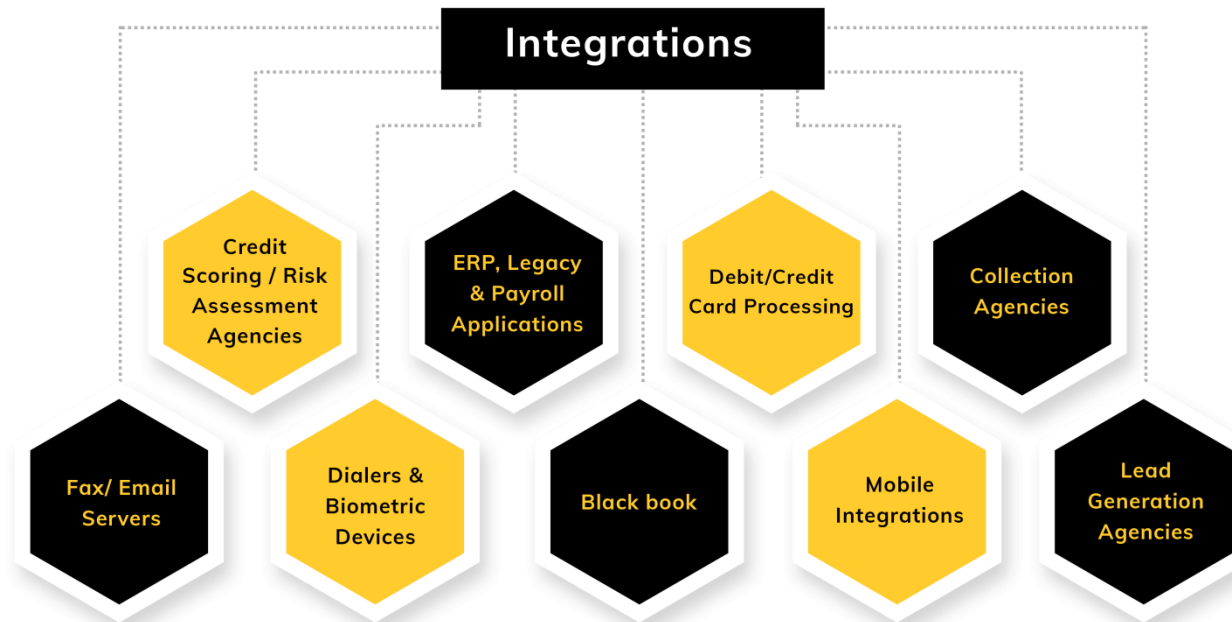 Integrations
Credit
Scoring / Risk
Assessment
Agencies
ERP, Legacy
& Payroll
Applications
Debit/Credit
Card Processing
Collection
Agencies
Fax/ Email
Servers
Dialers &
Biometric
Devices
Black book
Mobile
Integrations
Lead
Generation
Agencies